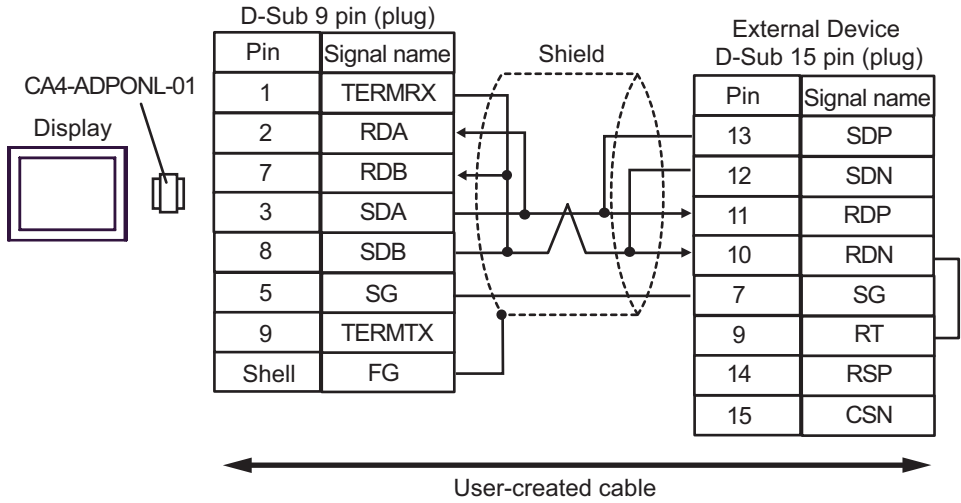 D-Sub 9 pin (plug)
External Device
D-Sub 15 pin (plug)
Shield
CA4-ADPONL-01
Display
Pin Signal name
1 TERMRX
2 RDA
7 RDB
3 SDA
8 SDB
5 SG
9 TERMTX
Shell FG
Pin Signal name
13 SDP
12 SDN
11 RDP
10 RDN
7 SG
9 RT
14 RSP
15 CSN
User-created cable